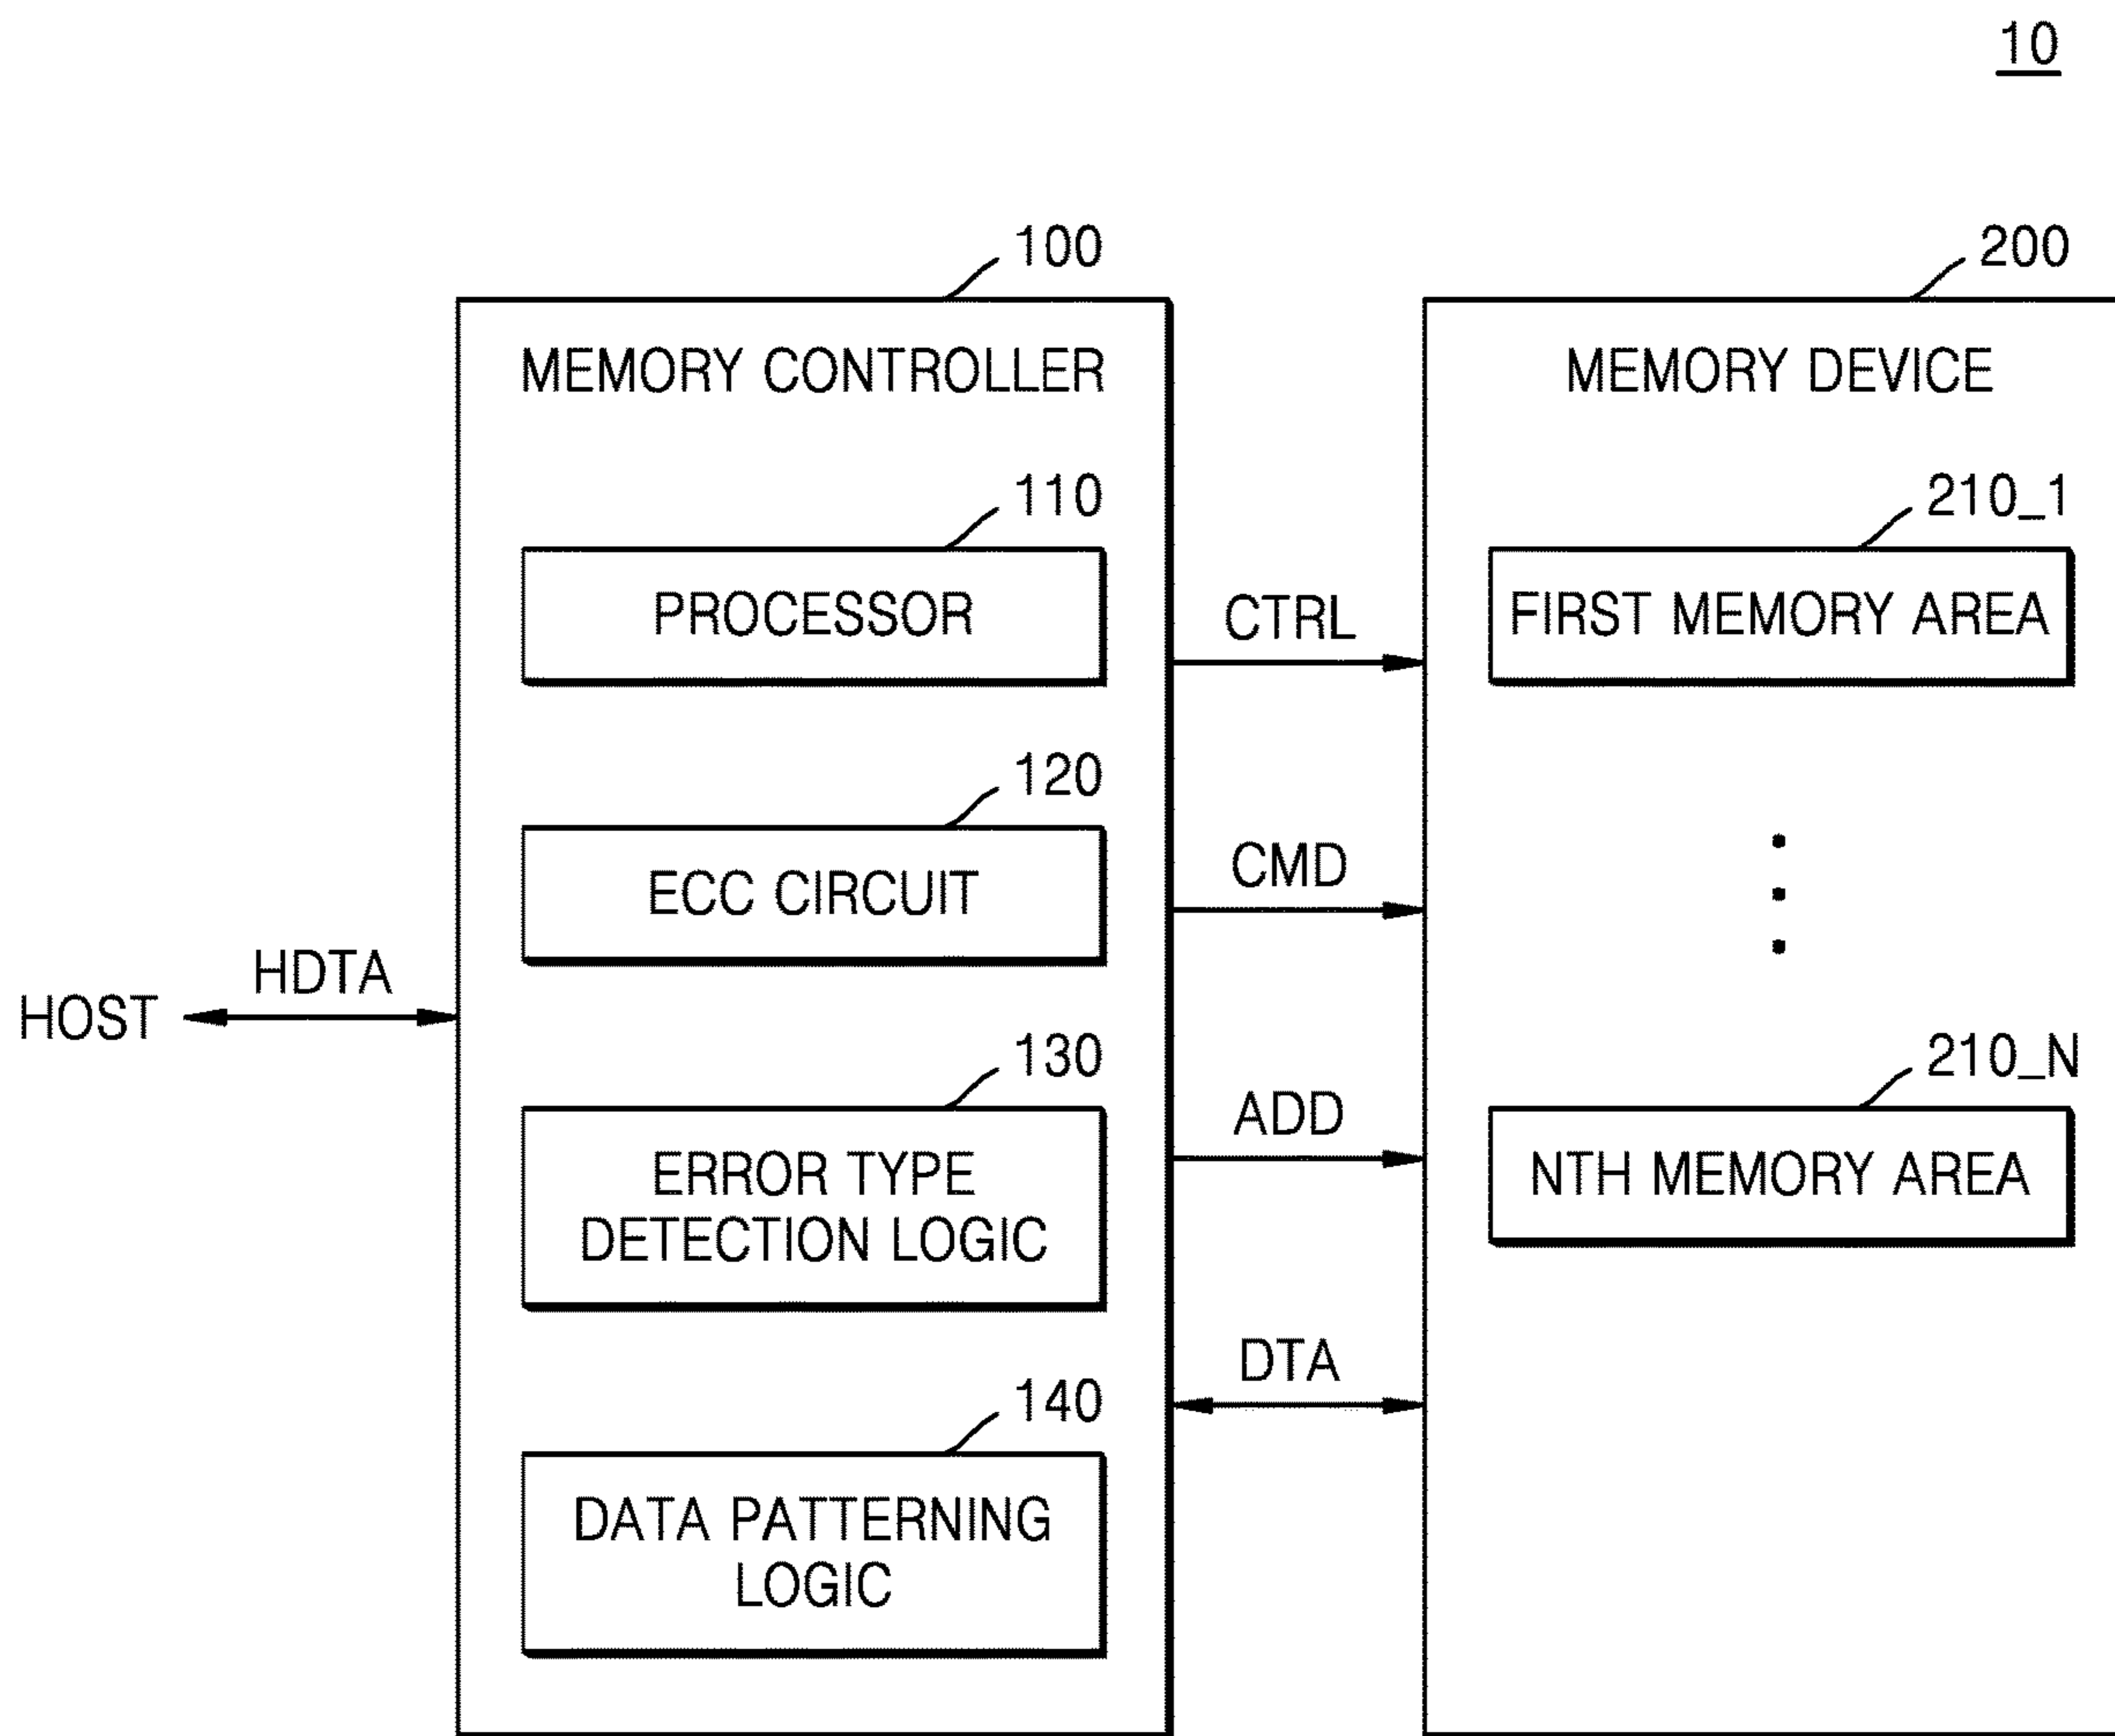 10
100
200
MEMORY CONTROLLER
MEMORY DEVICE
110
210_1
PROCESSOR
FIRST MEMORY AREA
CTRL
120
ECC CIRCUIT
CMD
HDTA
HOST
130
210_N
ERROR TYPE
DETECTION LOGIC
ADD
NTH MEMORY AREA
DTA
140
DATA PATTERNING
LOGIC